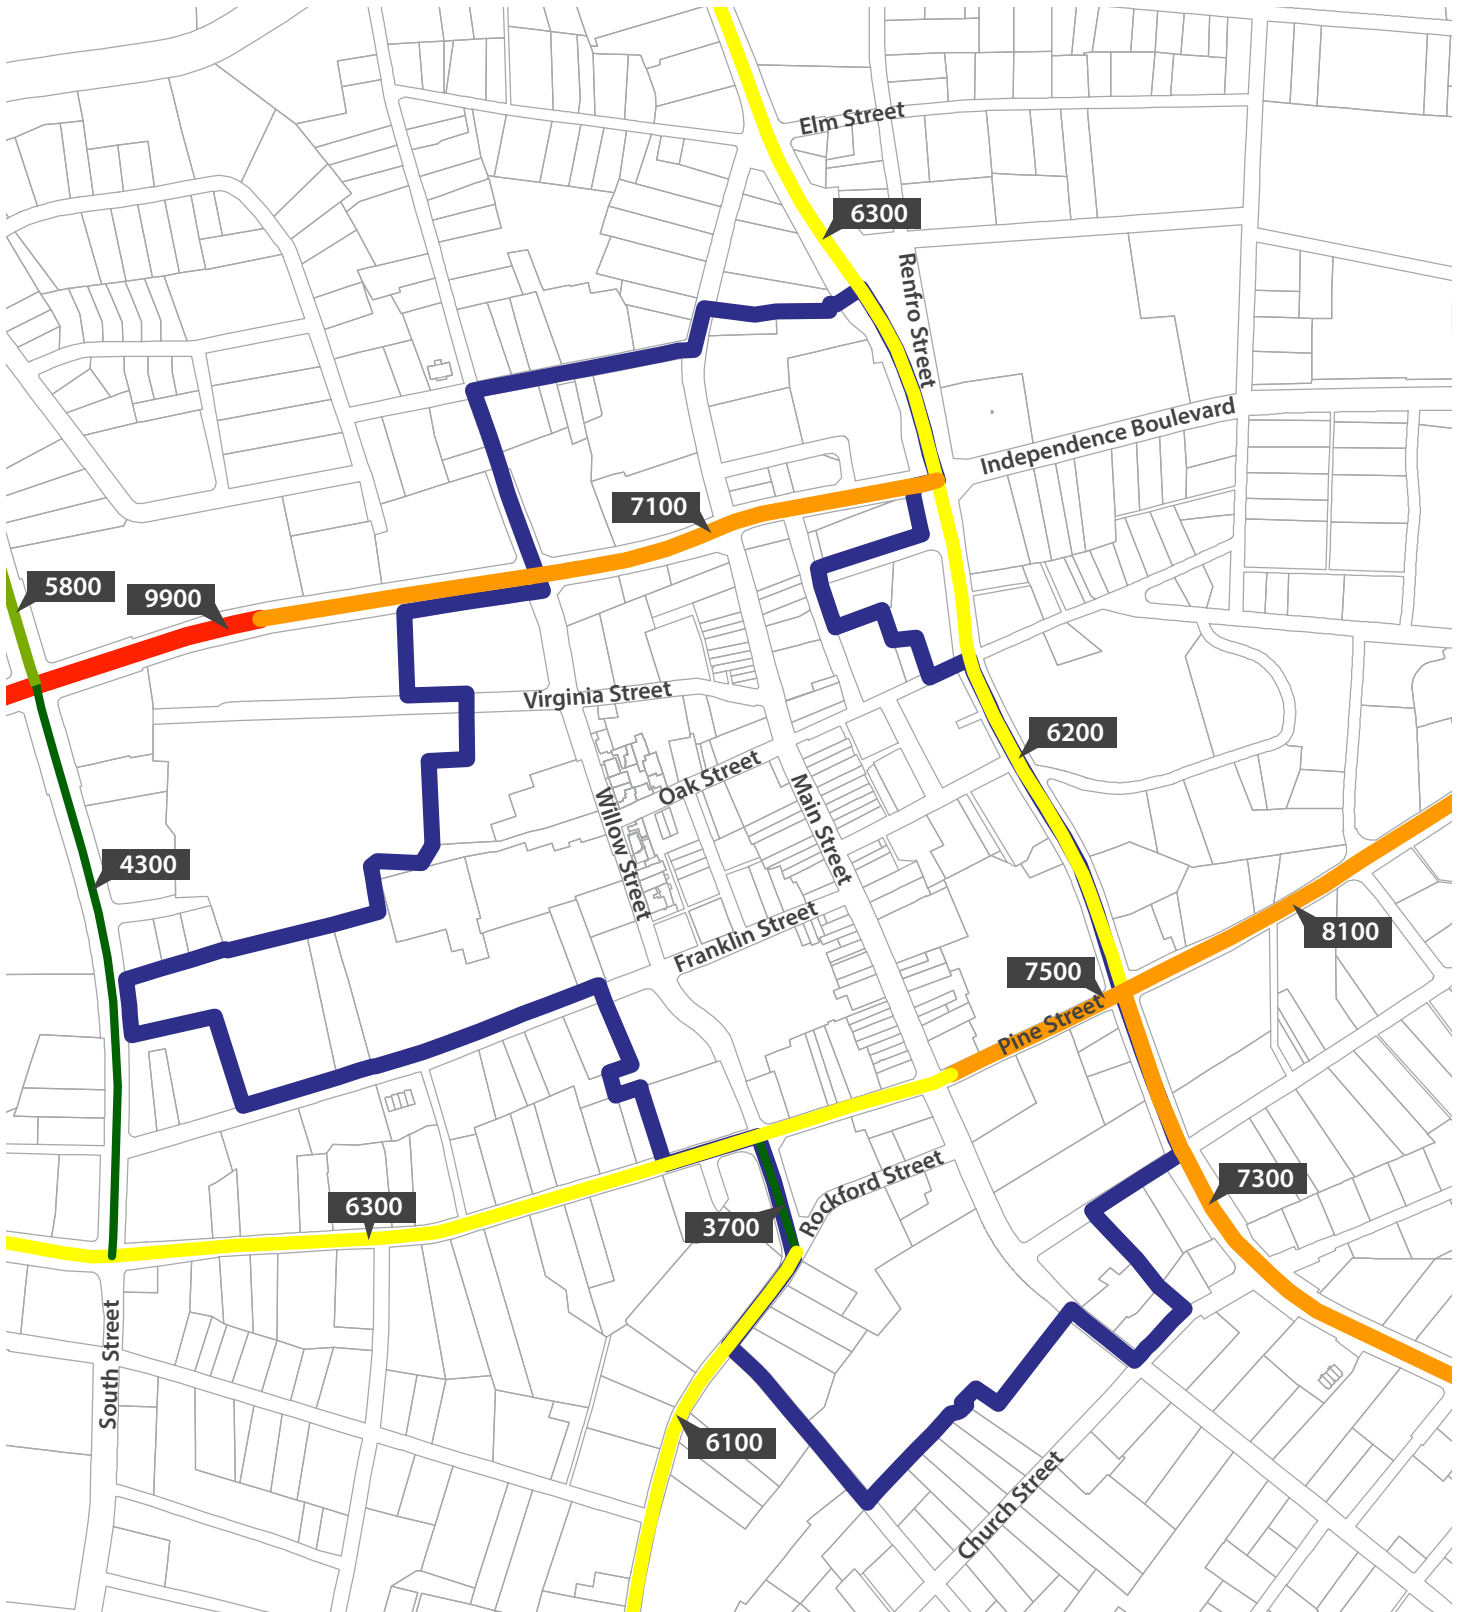 Elm Street
6300
Renfro Street
Independence Boulevard
7100
5800
9900
Virginia Street
6200
Oak Street
Main Street
Willow Street
4300
Franklin Street
8100
7500
Pine Street
Rockford Street
7300
6300
3700
South Street
6100
Church Street